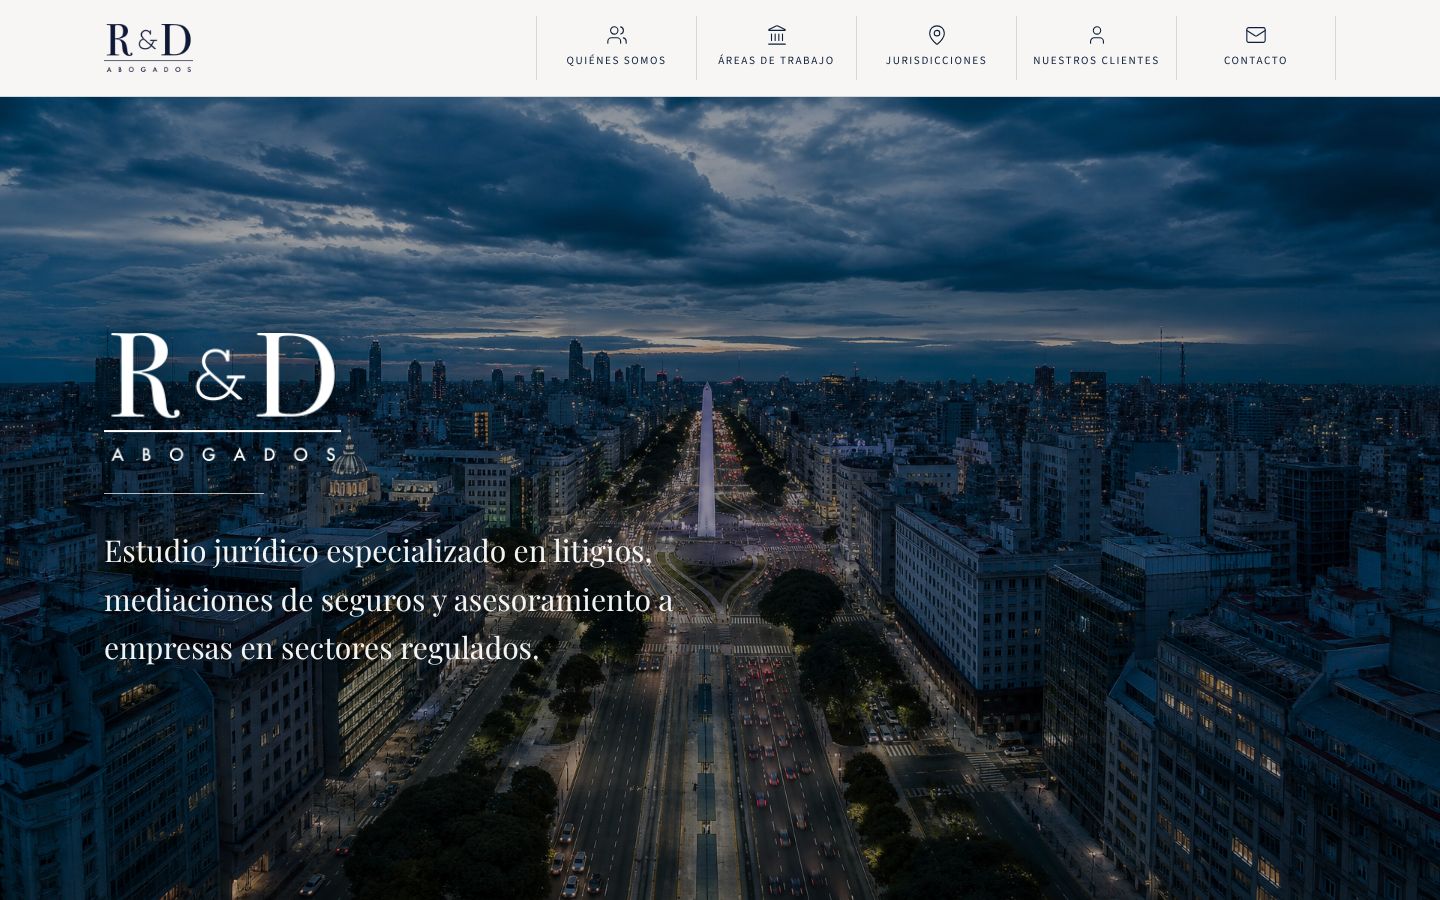 R&D
ABOGADOS
QUIÉNES SOMOS
ÁREAS DE TRABAJO
JURISDICCIONES
NUESTROS CLIENTES
CONTACTO
R&D
ABOGADOS
Estudio jurídico especializado en litigios,
mediaciones de seguros y asesoramiento a
empresas en sectores regulados.